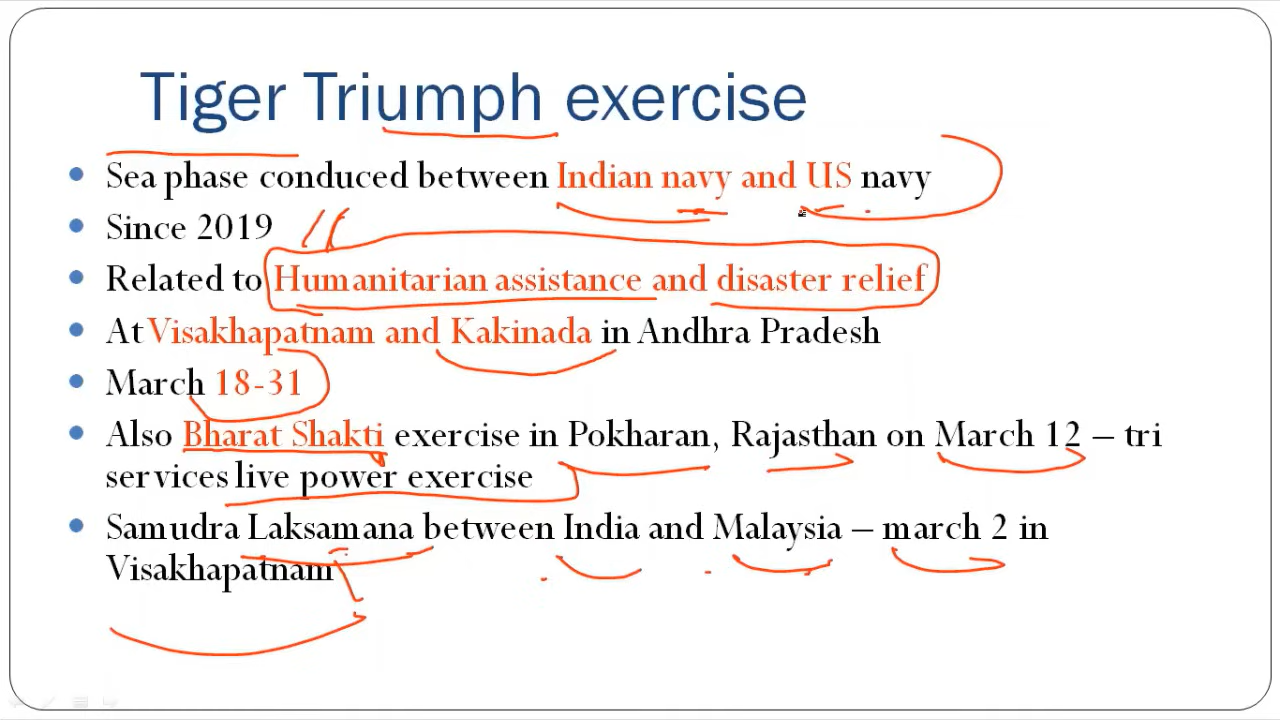 Tiger Triumph exercise
Sea phase conduced between Indian navy and US navy
Since 2019
Related to Humanitarian assistance and disaster relief
At Visakhapatnam and Kakinada in Andhra Pradesh
March 18-31
Also Bharat Shakti exercise in Pokharan, Rajasthan on March 12 – tri
services live power exercise
Samudra Laksamana between India and Malaysia – march 2 in
Visakhapatnam